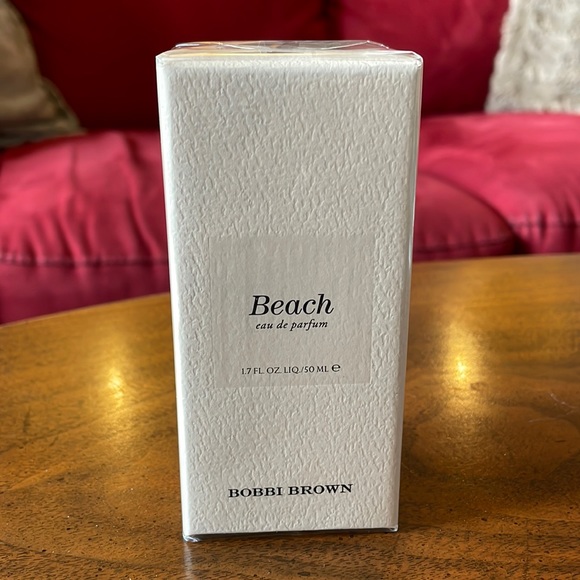 Beach
eau de parfum
1.7 FL. OZ. LIQ./50 ML ℮
BOBBI BROWN